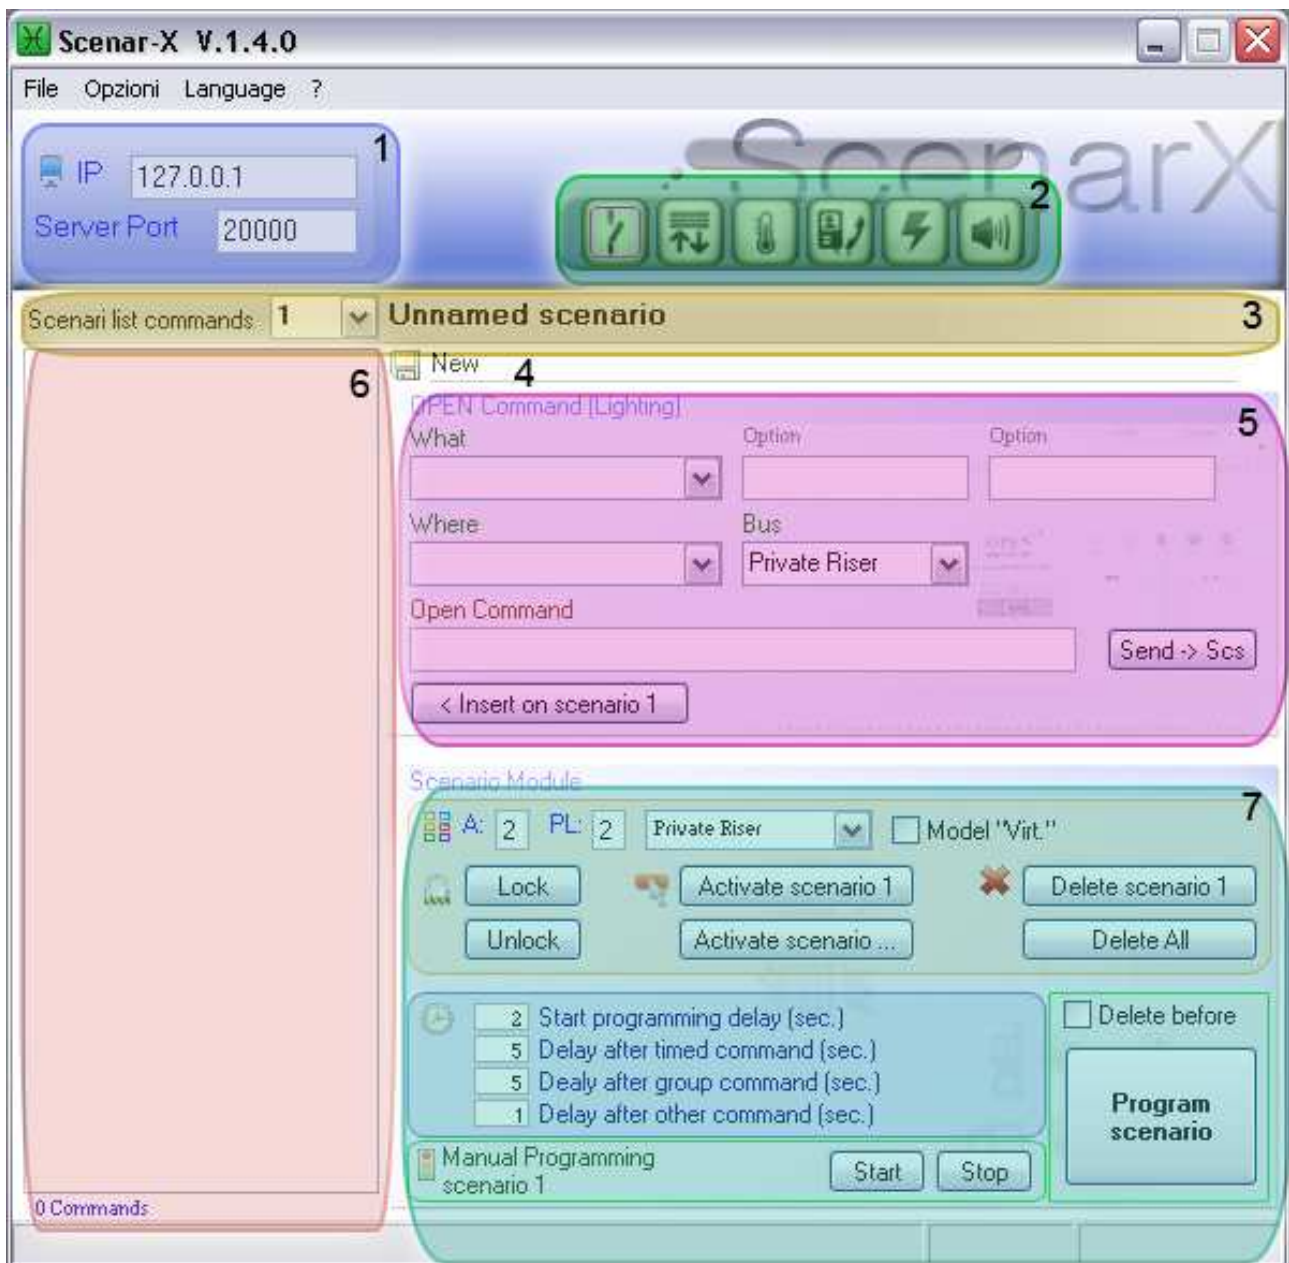 Scenar-X V.1.4.0
File Opzioni Language ?
ScenarX
1
IP 127.0.0.1
Server Port 20000
2
Scenari list commands 1 Unnamed scenario 3
6
New 4
OPEN Command (Lighting) 5
What Option Option
Where Bus
Private Riser
Open Command
Send -> Scs
< Insert on scenario 1
Scenario Module
7
A: 2 PL: 2 Private Riser Model "Virt."
Lock Activate scenario 1 Delete scenario 1
Unlock Activate scenario ... Delete All
2 Start programming delay (sec.)
5 Delay after timed command (sec.)
5 Dealy after group command (sec.)
1 Delay after other command (sec.)
Delete before
Program
scenario
Manual Programming
scenario 1
Start Stop
0 Commands